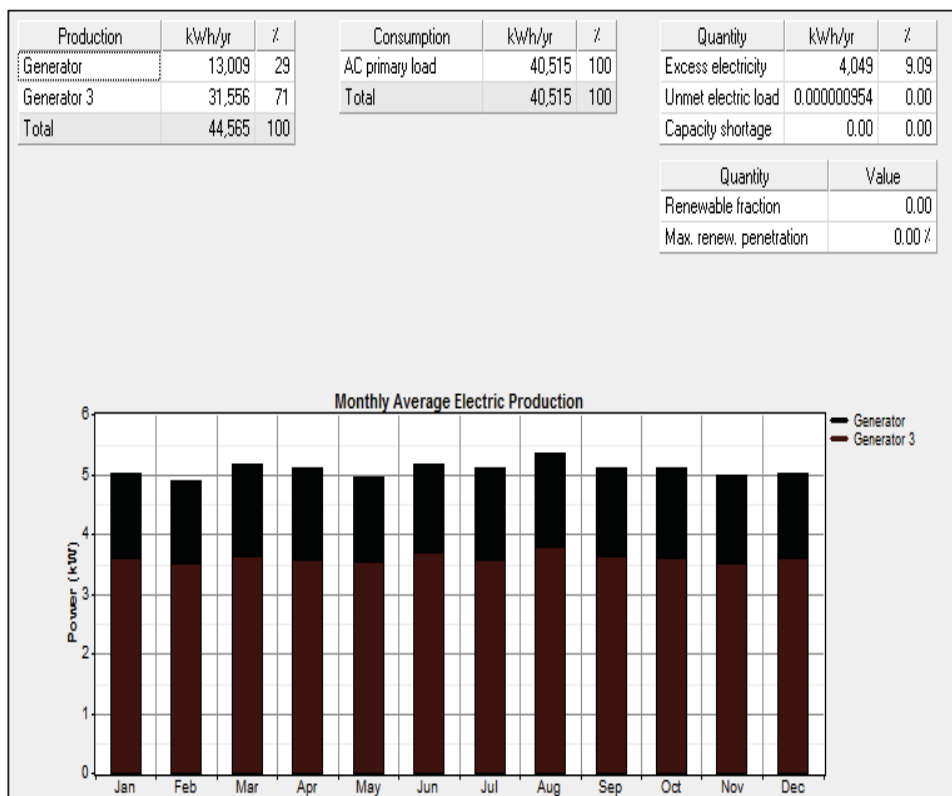 Production kWh/yr %
Generator 13,009 29
Generator 3 31,556 71
Total 44,565 100
Consumption kWh/yr %
AC primary load 40,515 100
Total 40,515 100
Quantity kWh/yr %
Excess electricity 4,049 9.09
Unmet electric load 0.000000954 0.00
Capacity shortage 0.00 0.00
Quantity Value
Renewable fraction 0.00
Max. renew. penetration 0.00 %
Monthly Average Electric Production
Generator
Generator 3
Power (kW)
6
5
4
3
2
1
0
Jan Feb Mar Apr May Jun Jul Aug Sep Oct Nov Dec